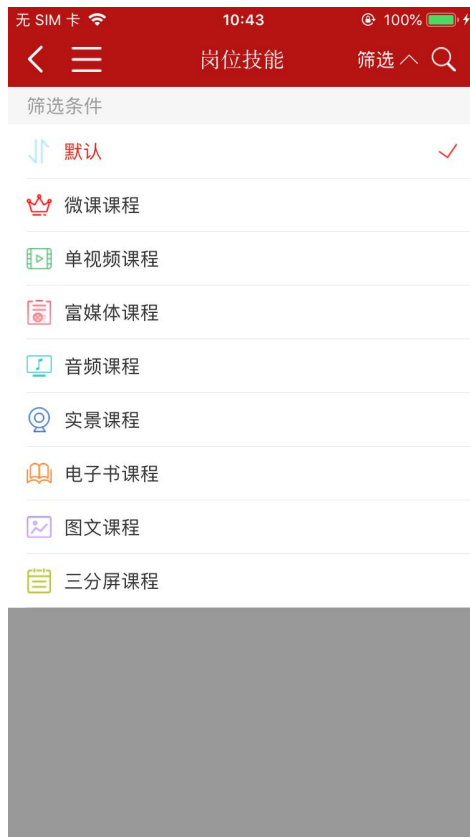 无 SIM 卡 10:43 100%
岗位技能 筛选
筛选条件
默认
微课课程
单视频课程
富媒体课程
音频课程
实景课程
电子书课程
图文课程
三分屏课程